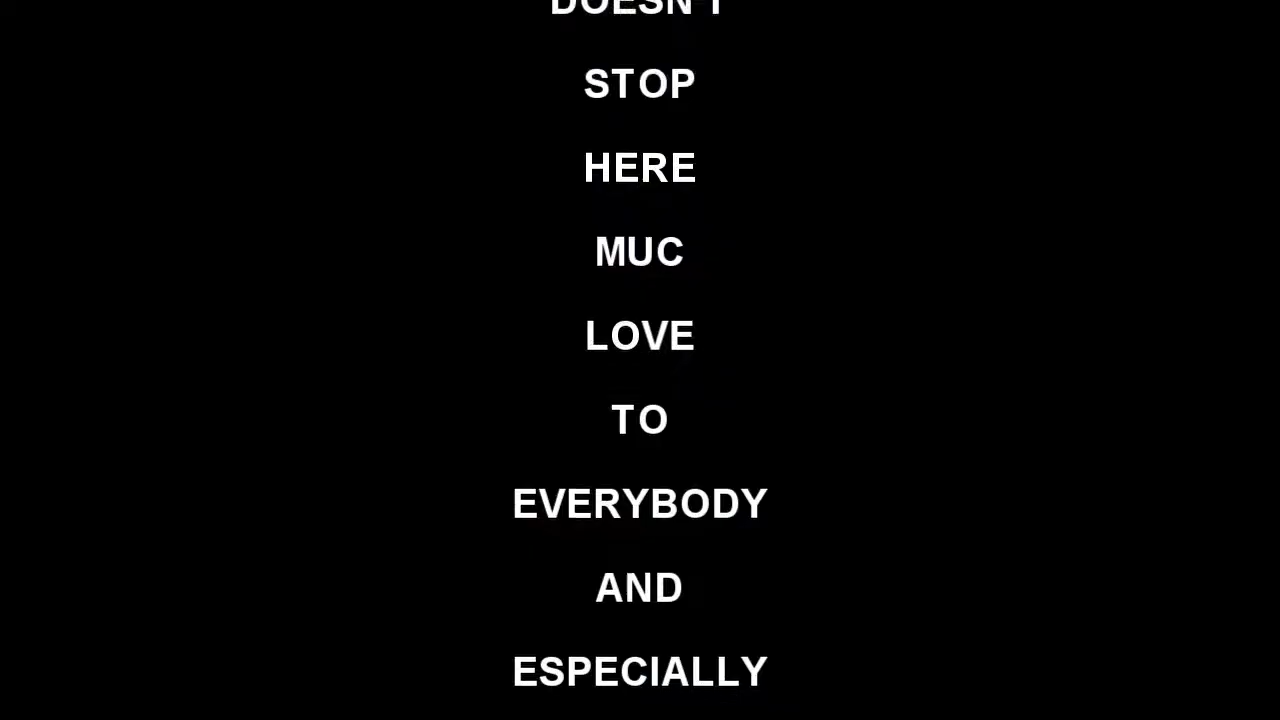 DOESN'T
STOP
HERE
MUC
LOVE
TO
EVERYBODY
AND
ESPECIALLY